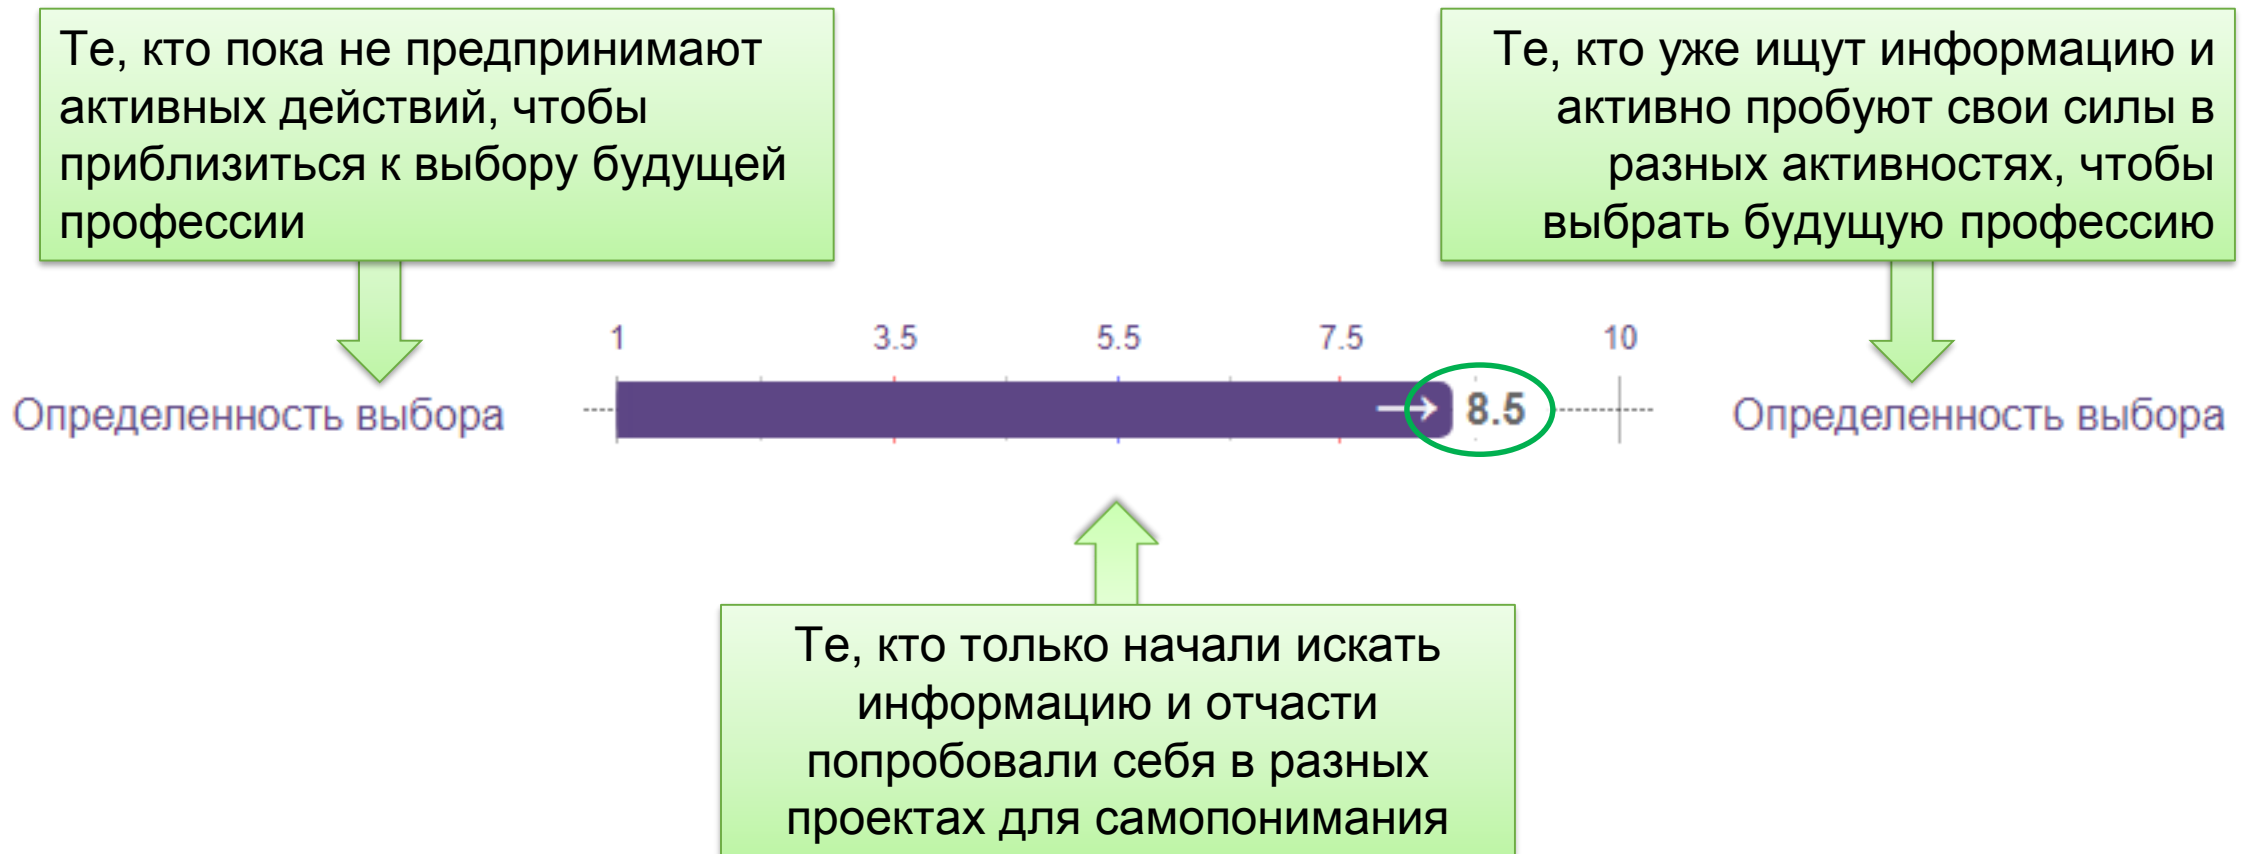 Те, кто пока не предпринимают
активных действий, чтобы
приблизиться к выбору будущей
профессии
Те, кто уже ищут информацию и
активно пробуют свои силы в
разных активностях, чтобы
выбрать будущую профессию
1 3.5 5.5 7.5 10
Определенность выбора 8.5 Определенность выбора
Те, кто только начали искать
информацию и отчасти
попробовали себя в разных
проектах для самопонимания